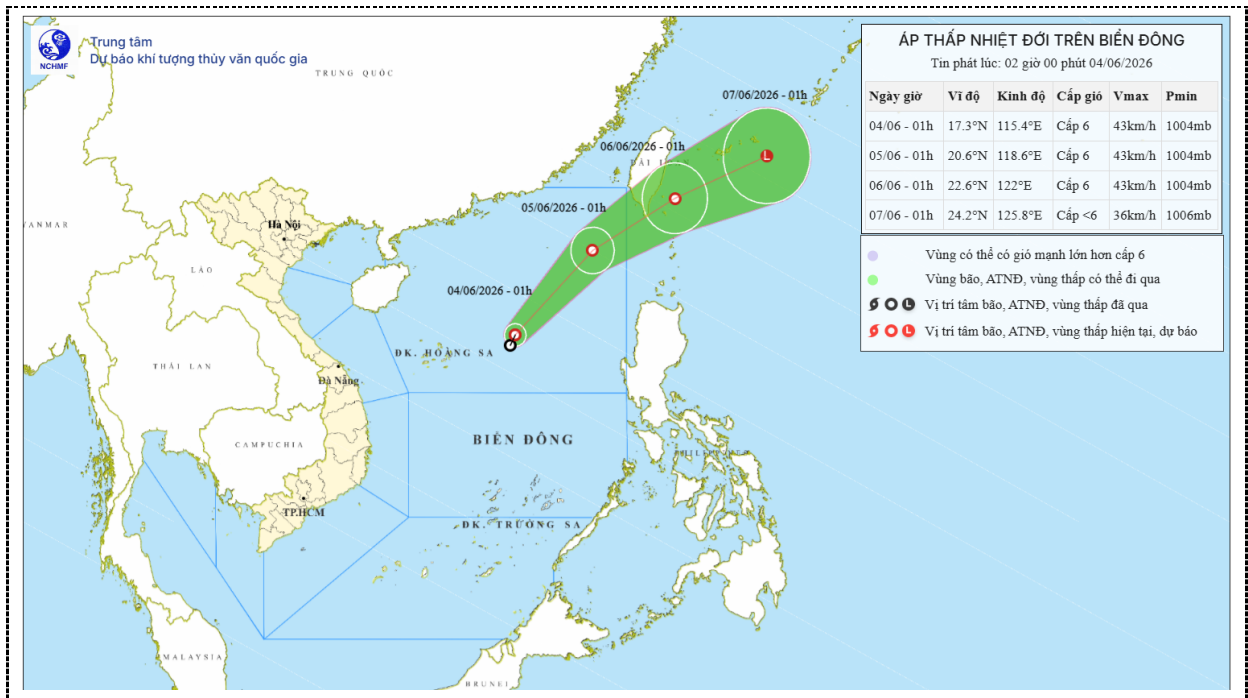 NCHMF
Trung tâm
Dự báo khí tượng thủy văn quốc gia
ÁP THẤP NHIỆT ĐỚI TRÊN BIỂN ĐÔNG
Tin phát lúc: 02 giờ 00 phút 04/06/2026
Ngày giờ Vĩ độ Kinh độ Cấp gió Vmax Pmin
04/06 - 01h 17.3°N 115.4°E Cấp 6 43km/h 1004mb
05/06 - 01h 20.6°N 118.6°E Cấp 6 43km/h 1004mb
06/06 - 01h 22.6°N 122°E Cấp 6 43km/h 1004mb
07/06 - 01h 24.2°N 125.8°E Cấp <6 36km/h 1006mb
Vùng có thể có gió mạnh lớn hơn cấp 6
Vùng bão, ATNĐ, vùng thấp có thể đi qua
L Vị trí tâm bão, ATNĐ, vùng thấp đã qua
L Vị trí tâm bão, ATNĐ, vùng thấp hiện tại, dự báo
TRUNG QUỐC
07/06/2026 - 01h
06/06/2026 - 01h
L
05/06/2026 - 01h
YANMAR
Hà Nội
LÀO
04/06/2026 - 01h
ĐK. HOÀNG SA
THÁI LAN
Đà Nẵng
BIỂN ĐÔNG
CAMPUCHIA
TP.HCM
ĐK. TRƯỜNG SA
MALAYSIA
BRUNEI